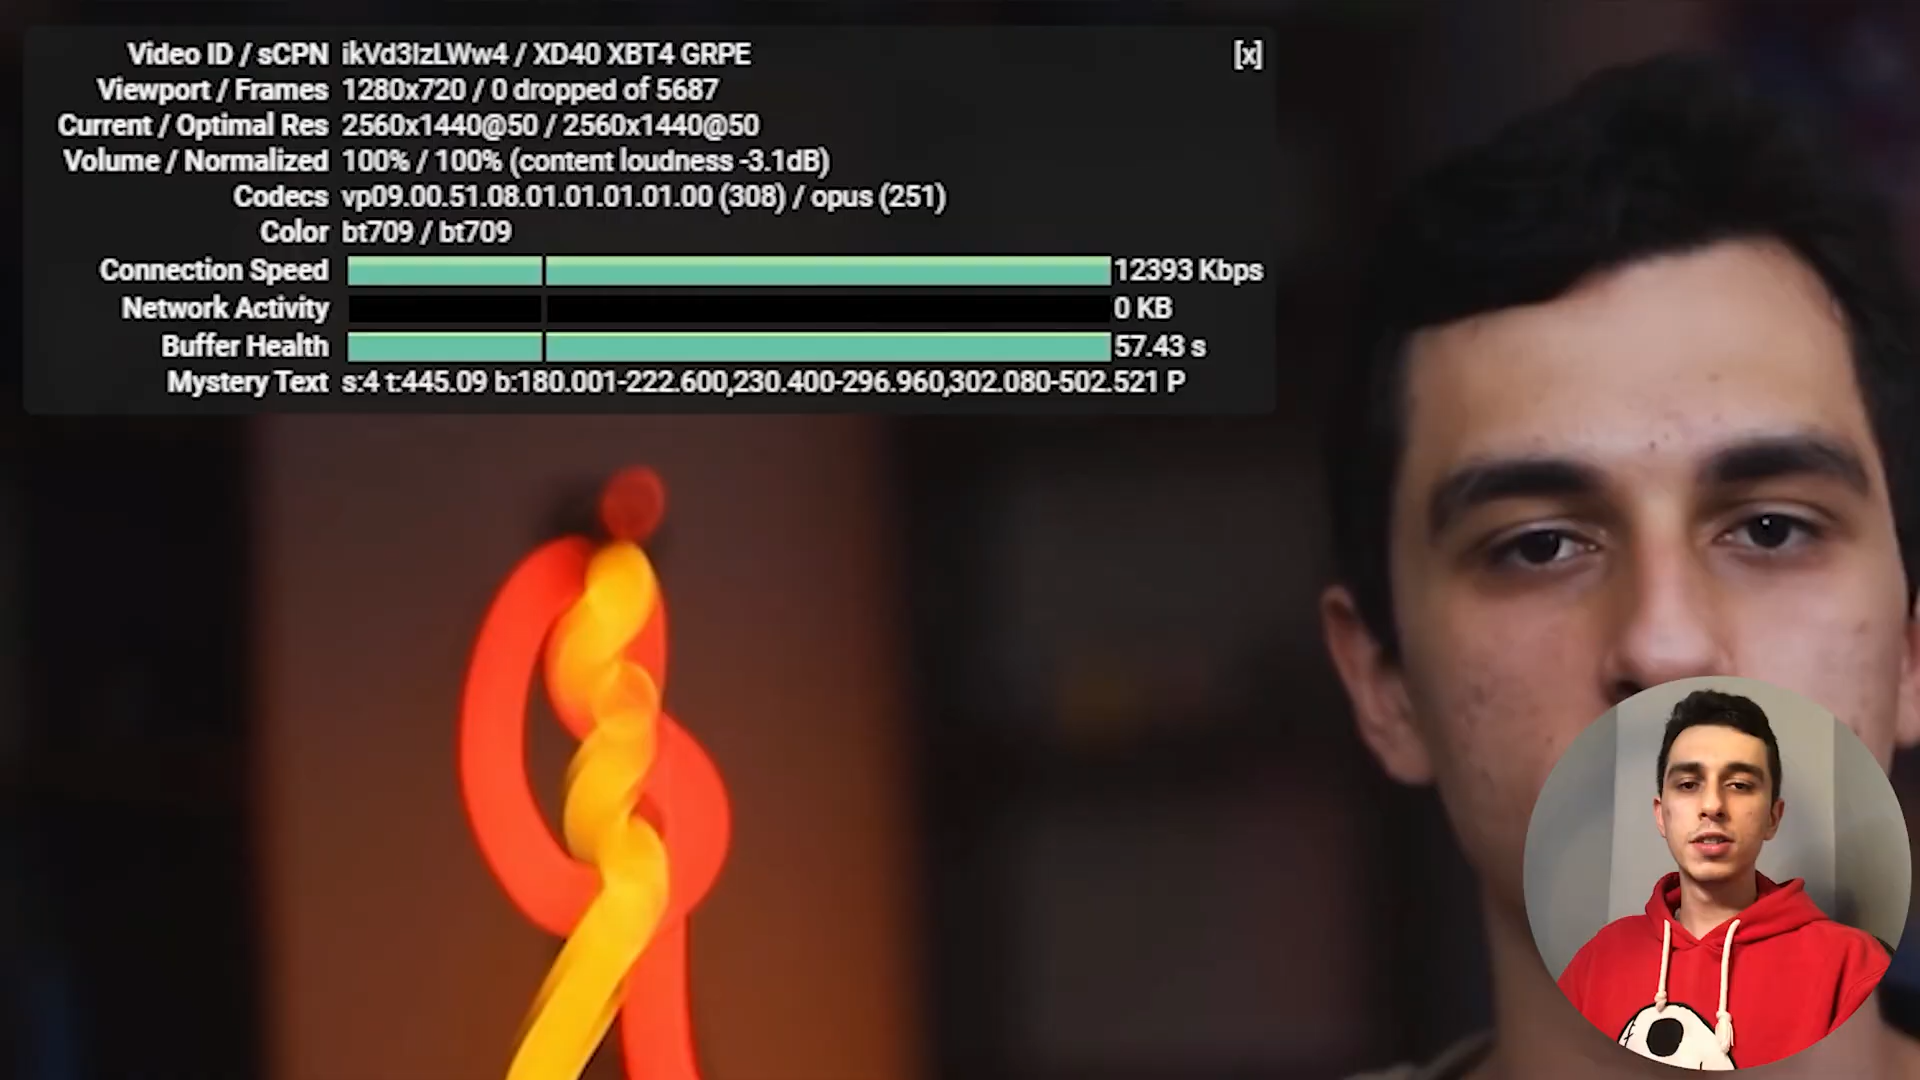 Video ID / sCPN ikVd3IzLWw4 / XD40 XBT4 GRPE [x]
Viewport / Frames 1280x720 / 0 dropped of 5687
Current / Optimal Res 2560x1440@50 / 2560x1440@50
Volume / Normalized 100% / 100% (content loudness -3.1dB)
Codecs vp09.00.51.08.01.01.01.01.00 (308) / opus (251)
Color bt709 / bt709
Connection Speed 12393 Kbps
Network Activity 0 KB
Buffer Health 57.43 s
Mystery Text s:4 t:445.09 b:180.001-222.600,230.400-296.960,302.080-502.521 P